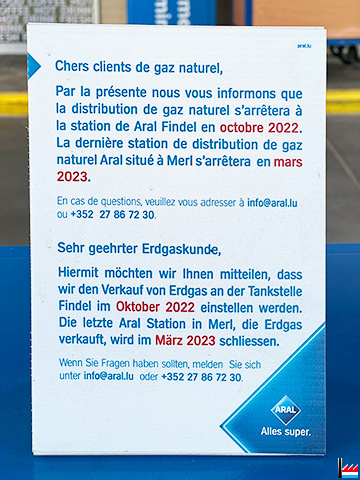 aral.lu
Chers clients de gaz naturel,
Par la présente nous vous informons que
la distribution de gaz naturel s'arrêtera à
la station de Aral Findel en octobre 2022.
La dernière station de distribution de gaz
naturel Aral situé à Merl s'arrêtera en mars
2023.
En cas de questions, veuillez vous adresser à info@aral.lu
ou +352 27 86 72 30.
Sehr geehrter Erdgaskunde,
Hiermit möchten wir Ihnen mitteilen, dass
wir den Verkauf von Erdgas an der Tankstelle
Findel im Oktober 2022 einstellen werden.
Die letzte Aral Station in Merl, die Erdgas
verkauft, wird im März 2023 schliessen.
Wenn Sie Fragen haben sollten, melden Sie sich
unter info@aral.lu oder +352 27 86 72 30.
ARAL
Alles super.